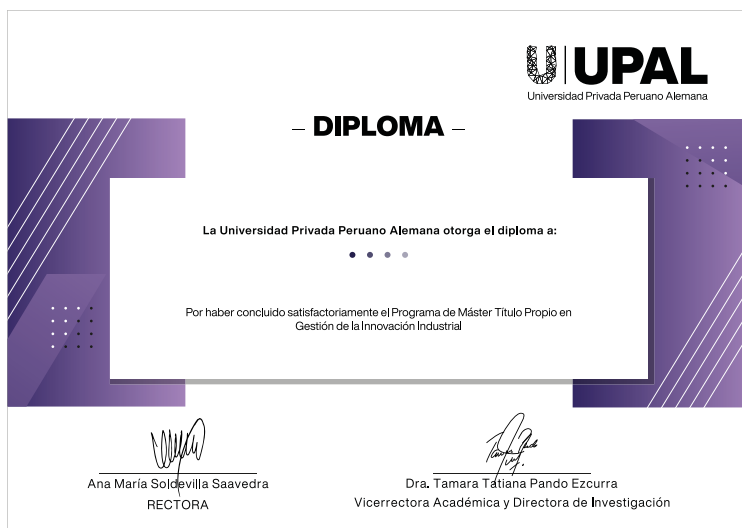 UPAL
Universidad Privada Peruano Alemana
– DIPLOMA –
La Universidad Privada Peruano Alemana otorga el diploma a:
Por haber concluido satisfactoriamente el Programa de Máster Título Propio en
Gestión de la Innovación Industrial
Ana María Soldevilla Saavedra
RECTORA
Dra. Tamara Tatiana Pando Ezcurra
Vicerrectora Académica y Directora de Investigación